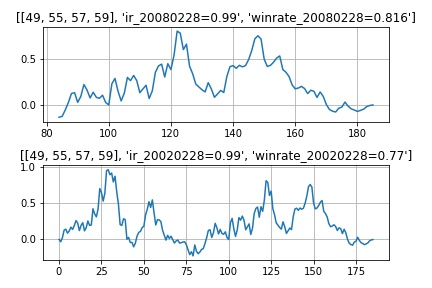 [[49, 55, 57, 59], 'ir_20080228=0.99', 'winrate_20080228=0.816']
0.5
0.0
80 100 120 140 160 180
[[49, 55, 57, 59], 'ir_20020228=0.99', 'winrate_20020228=0.77']
1.0
0.5
0.0
0 25 50 75 100 125 150 175